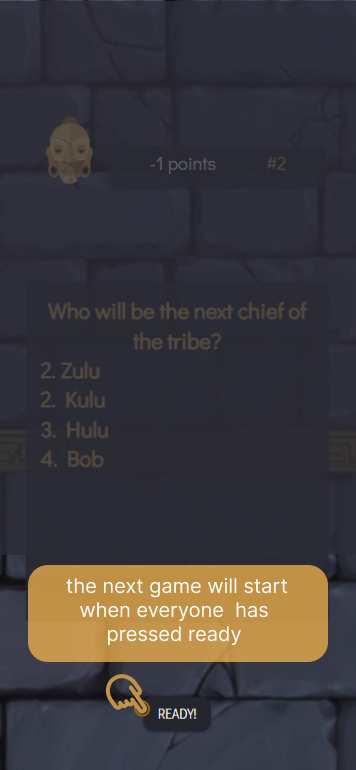 -1 points #2
Who will be the next chief of
the tribe?
2. Zulu
2. Kulu
3. Hulu
4. Bob
the next game will start
when everyone has
pressed ready
READY!